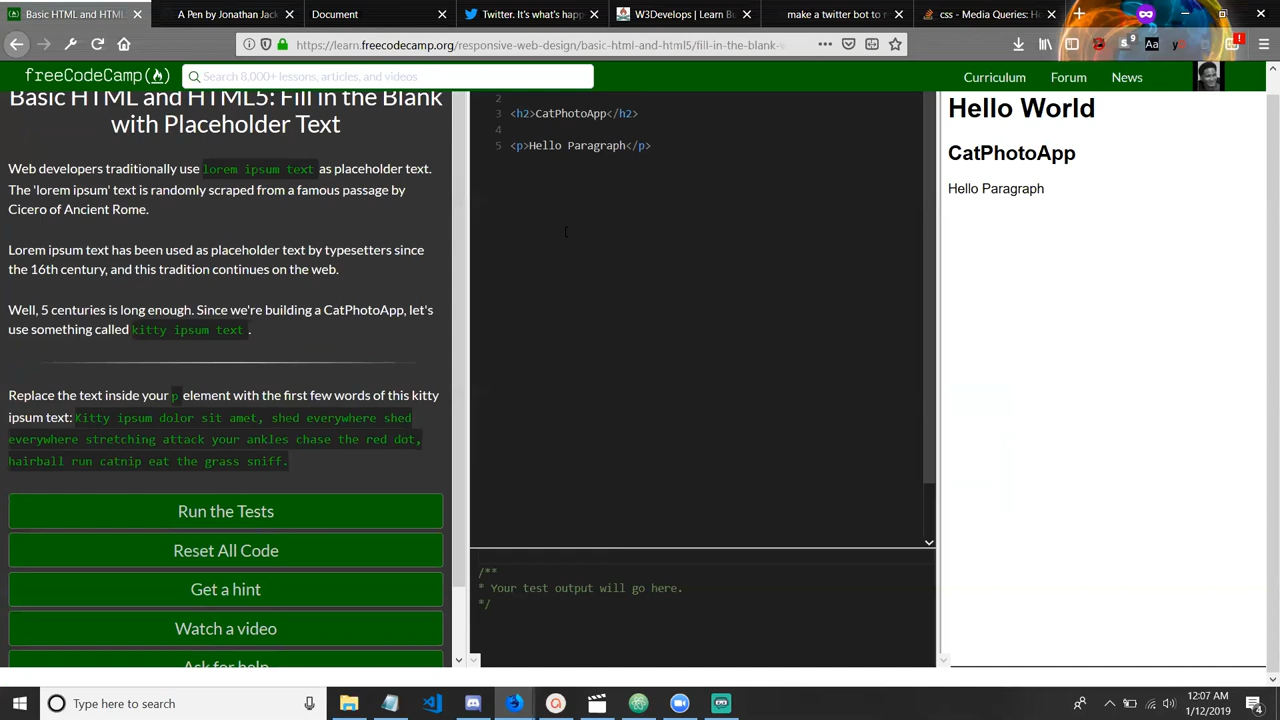 Basic HTML and HTML5:
A Pen by Jonathan Jack
Document
Twitter. It's what's happ
W3Develops | Learn Bu
make a twitter bot to r
css - Media Queries: H
https://learn.freecodecamp.org/responsive-web-design/basic-html-and-html5/fill-in-the-blank-w
9
Aa
freeCodeCamp
Search 8,000+ lessons, articles, and videos
Curriculum
Forum
News
Basic HTML and HTML5: Fill in the Blank
with Placeholder Text
Web developers traditionally use lorem ipsum text as placeholder text.
The 'lorem ipsum' text is randomly scraped from a famous passage by
Cicero of Ancient Rome.
Lorem ipsum text has been used as placeholder text by typesetters since
the 16th century, and this tradition continues on the web.
Well, 5 centuries is long enough. Since we're building a CatPhotoApp, let's
use something called kitty ipsum text.
Replace the text inside your p element with the first few words of this kitty
ipsum text: Kitty ipsum dolor sit amet, shed everywhere shed
everywhere stretching attack your ankles chase the red dot,
hairball run catnip eat the grass sniff.
Run the Tests
Reset All Code
Get a hint
Watch a video
Ask for help
2
3 <h2>CatPhotoApp</h2>
4
5 <p>Hello Paragraph</p>
/**
* Your test output will go here.
*/
Hello World
CatPhotoApp
Hello Paragraph
Type here to search
12:07 AM
1/12/2019
4